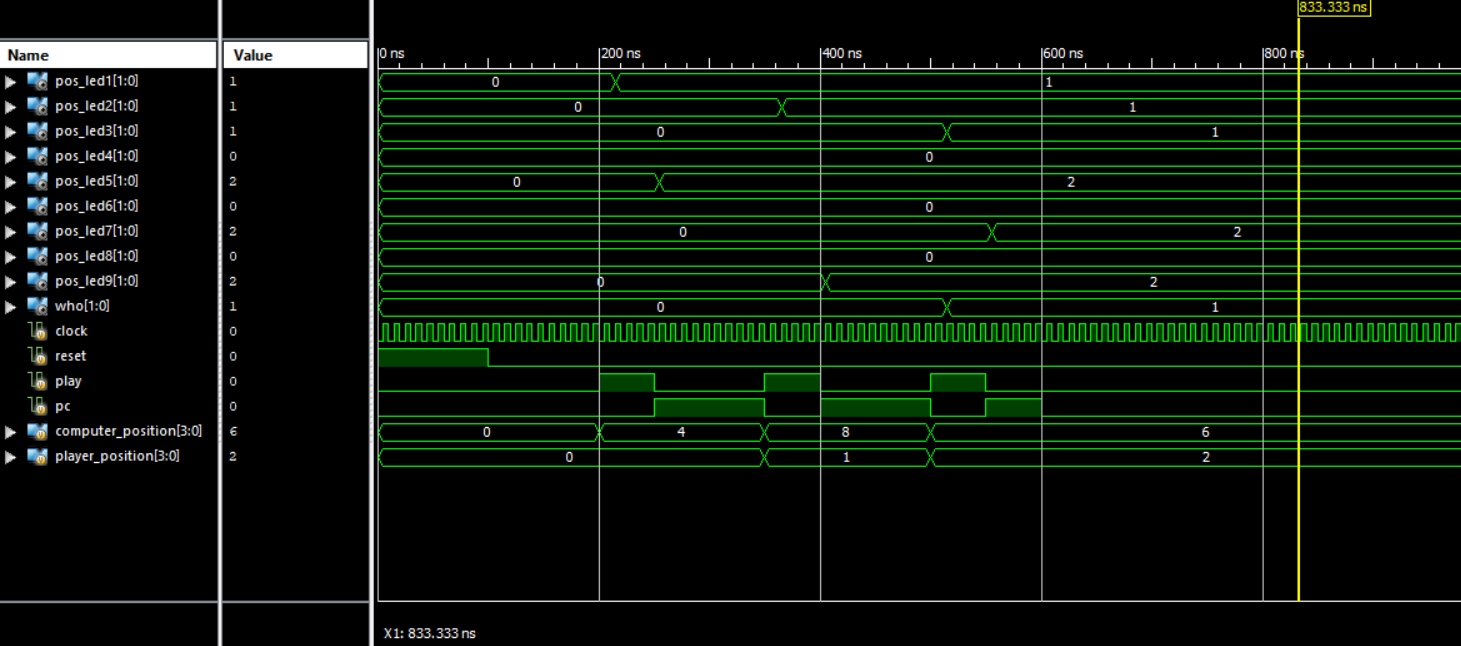 833.333 ns
Name Value 0 ns 200 ns 400 ns 600 ns 800 ns
pos_led1[1:0] 1 0 1
pos_led2[1:0] 1 0 1
pos_led3[1:0] 1 0 1
pos_led4[1:0] 0 0
pos_led5[1:0] 2 0 2
pos_led6[1:0] 0 0
pos_led7[1:0] 2 0 2
pos_led8[1:0] 0 0
pos_led9[1:0] 2 0 2
who[1:0] 1 0 1
clock 0
reset 0
play 0
pc 0
computer_position[3:0] 6 0 4 8 6
player_position[3:0] 2 0 1 2
X1: 833.333 ns